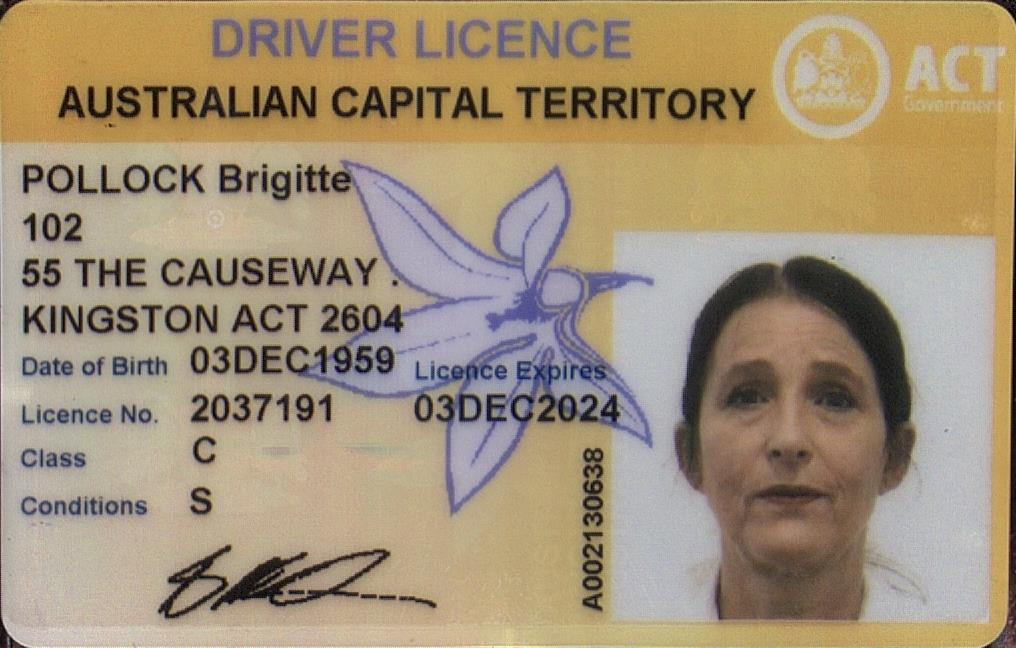 DRIVER LICENCE
AUSTRALIAN CAPITAL TERRITORY
ACT
Government
POLLOCK Brigitte
102
55 THE CAUSEWAY .
KINGSTON ACT 2604
Date of Birth 03DEC1959
Licence Expires
Licence No. 2037191 03DEC2024
Class C
Conditions S
A002130638